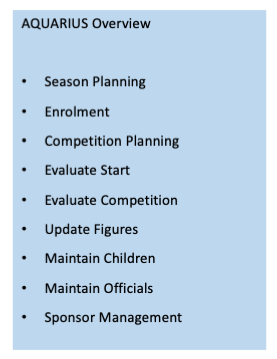 AQUARIUS Overview
• Season Planning
• Enrolment
• Competition Planning
• Evaluate Start
• Evaluate Competition
• Update Figures
• Maintain Children
• Maintain Officials
• Sponsor Management